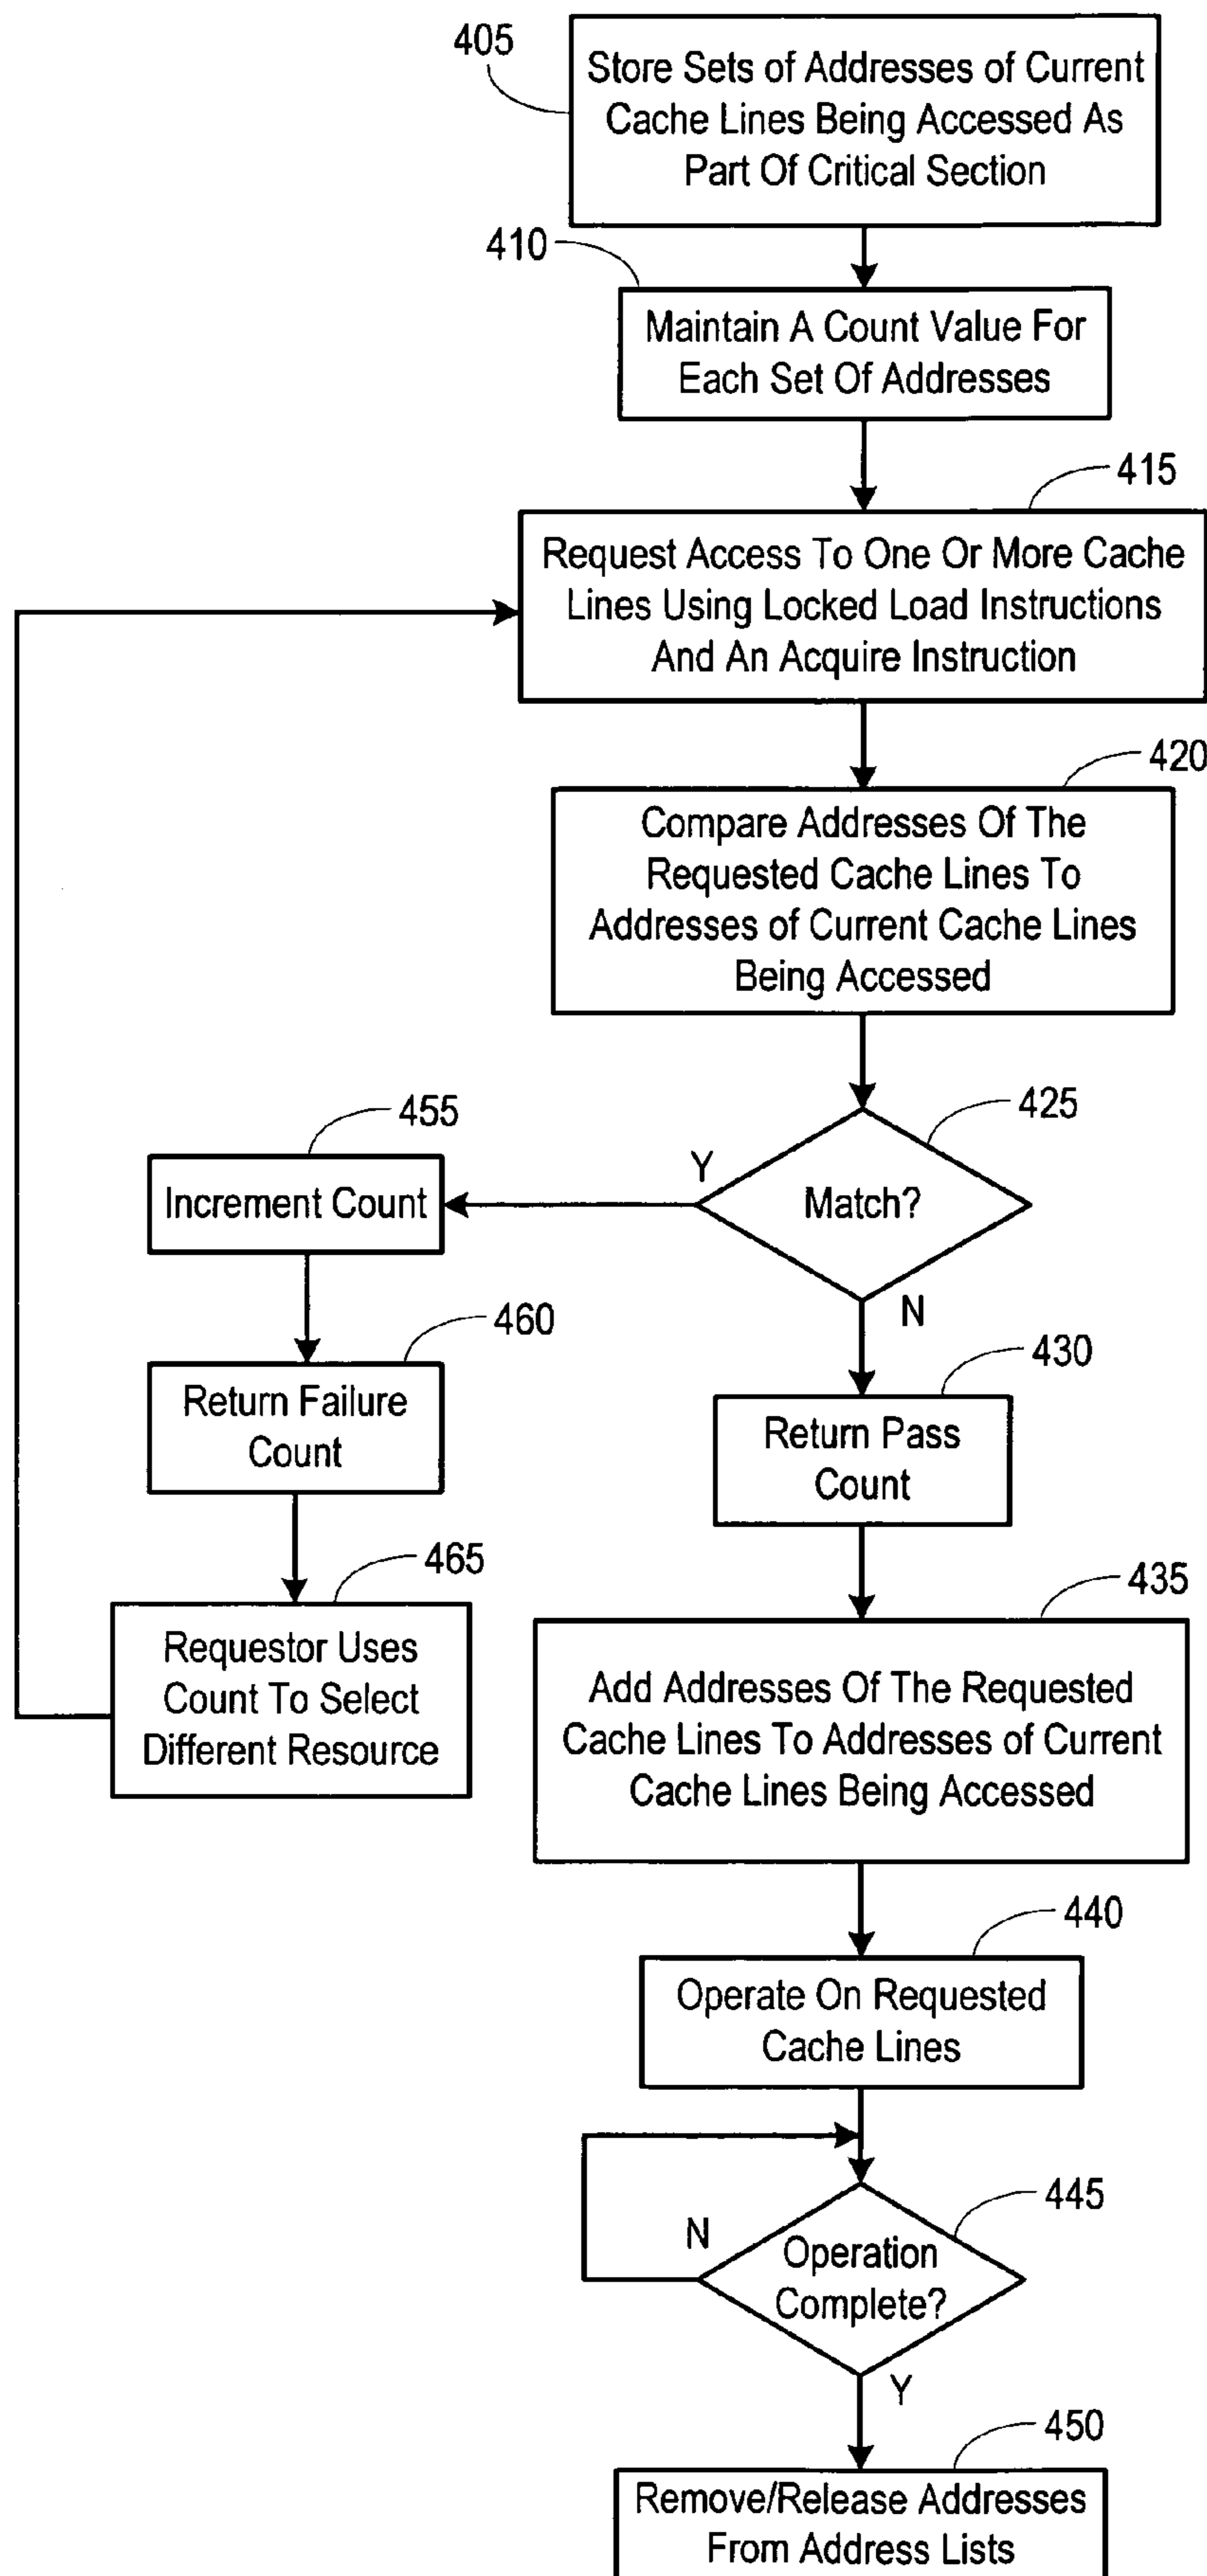 405
Store Sets of Addresses of Current
Cache Lines Being Accessed As
Part Of Critical Section
410
Maintain A Count Value For
Each Set Of Addresses
415
Request Access To One Or More Cache
Lines Using Locked Load Instructions
And An Acquire Instruction
420
Compare Addresses Of The
Requested Cache Lines To
Addresses of Current Cache Lines
Being Accessed
425
Match?
Y
N
455
Increment Count
460
Return Failure
Count
465
Requestor Uses
Count To Select
Different Resource
430
Return Pass
Count
435
Add Addresses Of The Requested
Cache Lines To Addresses of Current
Cache Lines Being Accessed
440
Operate On Requested
Cache Lines
445
Operation
Complete?
N
Y
450
Remove/Release Addresses
From Address Lists